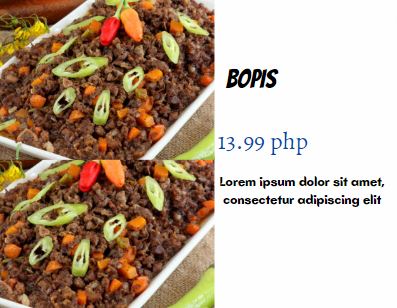 BOPIS
13.99 php
Lorem ipsum dolor sit amet,
consectetur adipiscing elit